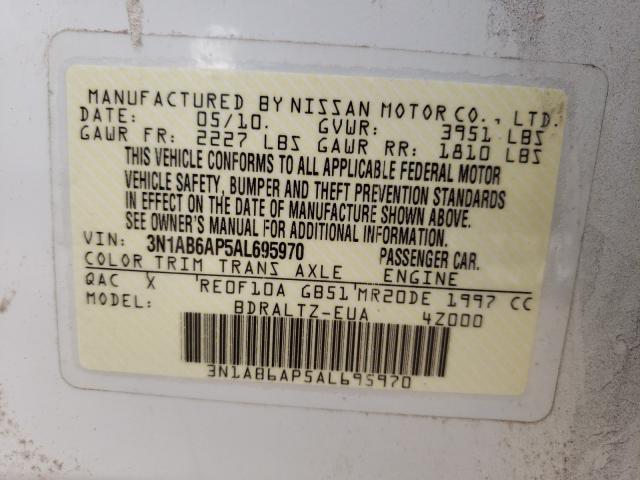 MANUFACTURED BY NISSAN MOTOR CO., LTD.
DATE: 05/10. GVWR: 3951 LBS
GAWR FR: 2227 LBS GAWR RR: 1810 LBS
THIS VEHICLE CONFORMS TO ALL APPLICABLE FEDERAL MOTOR
VEHICLE SAFETY, BUMPER AND THEFT PREVENTION STANDARDS
IN EFFECT ON THE DATE OF MANUFACTURE SHOWN ABOVE.
SEE OWNER'S MANUAL FOR ADDITIONAL INFORMATION.
VIN: 3N1AB6AP5AL695970 PASSENGER CAR.
COLOR TRIM TRANS AXLE ENGINE
QAC X 'RE0F10A GB51'MR20DE 1997 CC
MODEL: BDRALTZ-EUA 4Z000
3N1AB6AP5AL695970